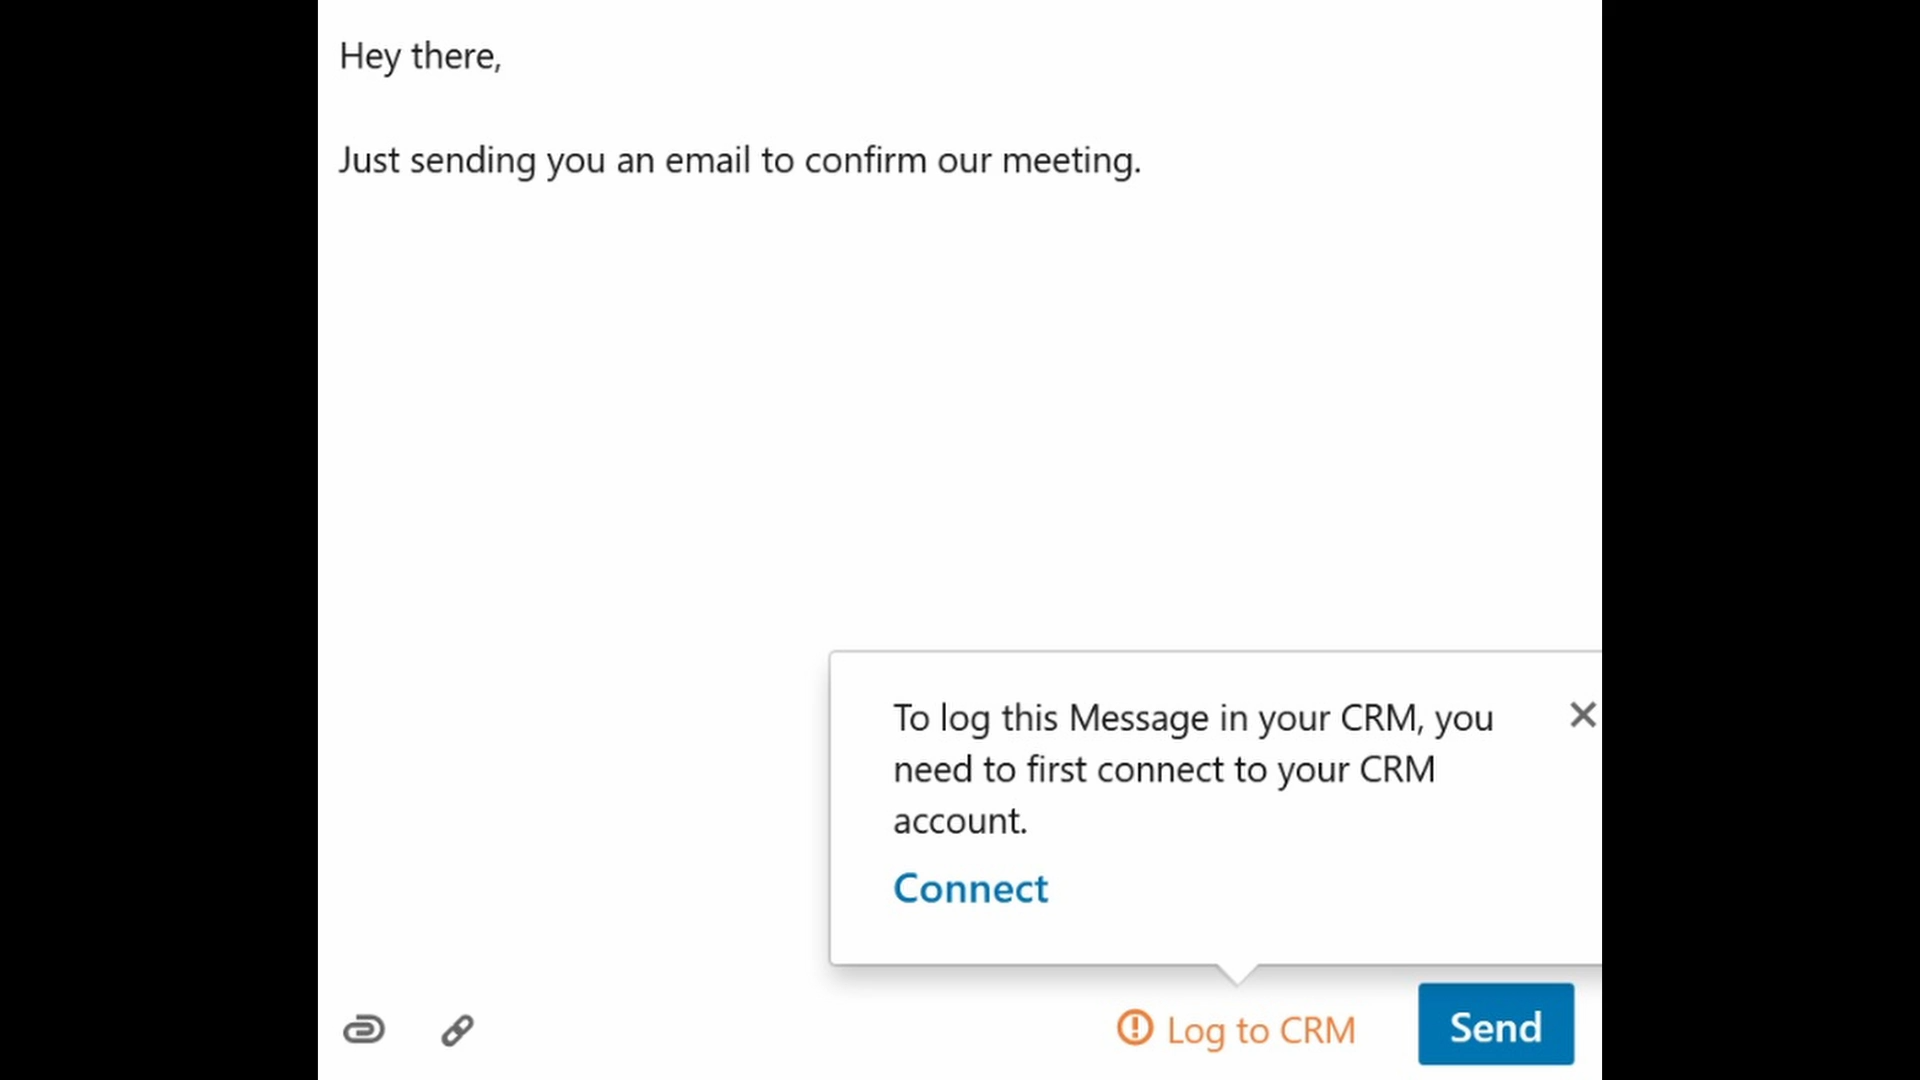 Hey there,
Just sending you an email to confirm our meeting.
To log this Message in your CRM, you
need to first connect to your CRM
account.
Connect
Log to CRM
Send